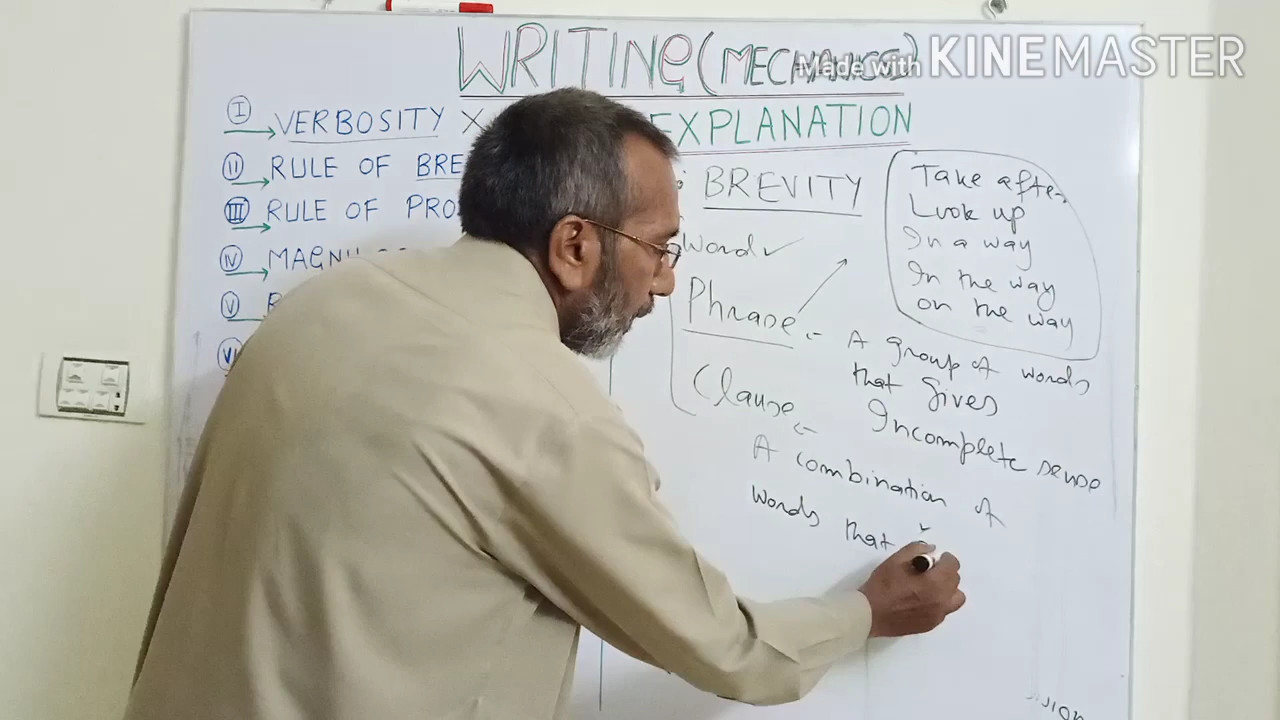 WRITING (MECHANICS)
Made with KINEMASTER
I VERBOSITY X EXPLANATION
II RULE OF BRE
III RULE OF PRO
IV MAGNI
V
VI
BREVITY
Word ✓
Phrase :-
A group of words
that gives
Incomplete sense
Clause :-
A combination of
words that
Take after
Look up
In a way
In the way
on the way